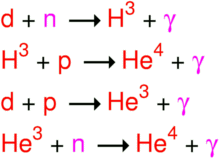 d + n → H³ + γ
H³ + p → He⁴ + γ
d + p → He³ + γ
He³ + n → He⁴ + γ